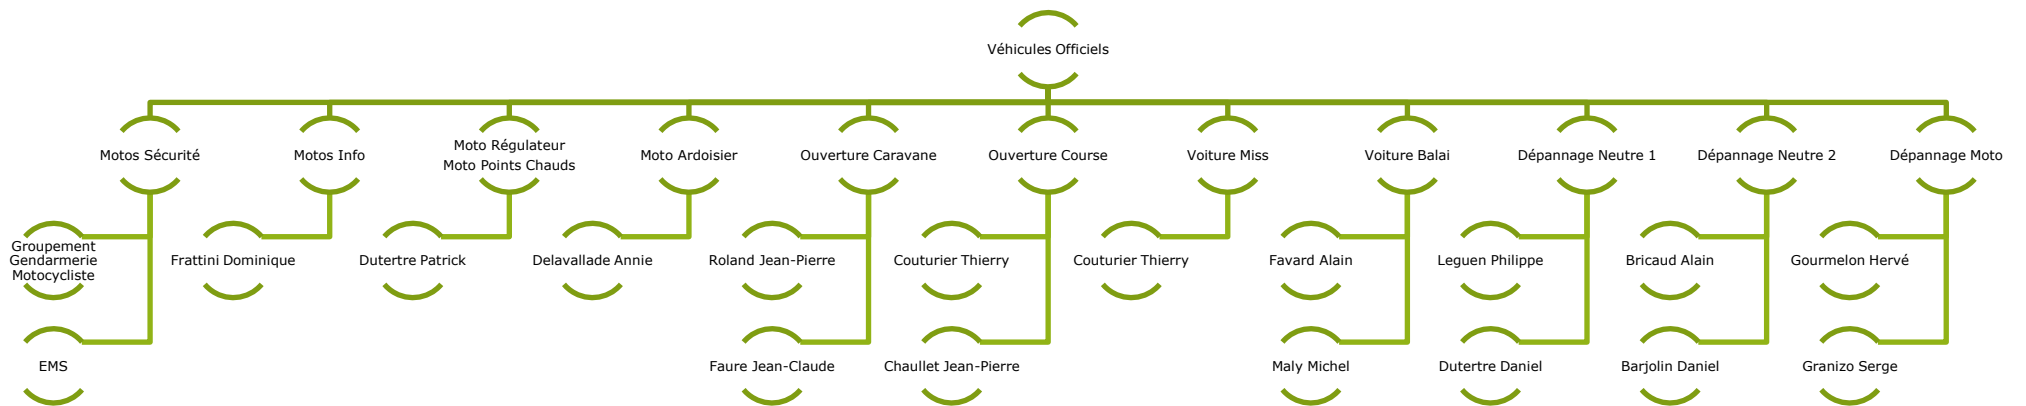 Véhicules Officiels
Motos Sécurité
Motos Info
Moto Régulateur
Moto Points Chauds
Moto Ardoisier
Ouverture Caravane
Ouverture Course
Voiture Miss
Voiture Balai
Dépannage Neutre 1
Dépannage Neutre 2
Dépannage Moto
Groupement
Gendarmerie
Motocycliste
Frattini Dominique
Dutertre Patrick
Delavallade Annie
Roland Jean-Pierre
Couturier Thierry
Couturier Thierry
Favard Alain
Leguen Philippe
Bricaud Alain
Gourmelon Hervé
EMS
Faure Jean-Claude
Chaullet Jean-Pierre
Maly Michel
Dutertre Daniel
Barjolin Daniel
Granizo Serge